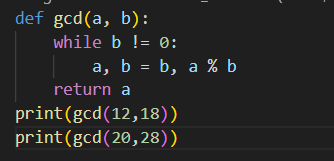 def gcd(a, b):
    while b != 0:
        a, b = b, a % b
    return a
print(gcd(12,18))
print(gcd(20,28))